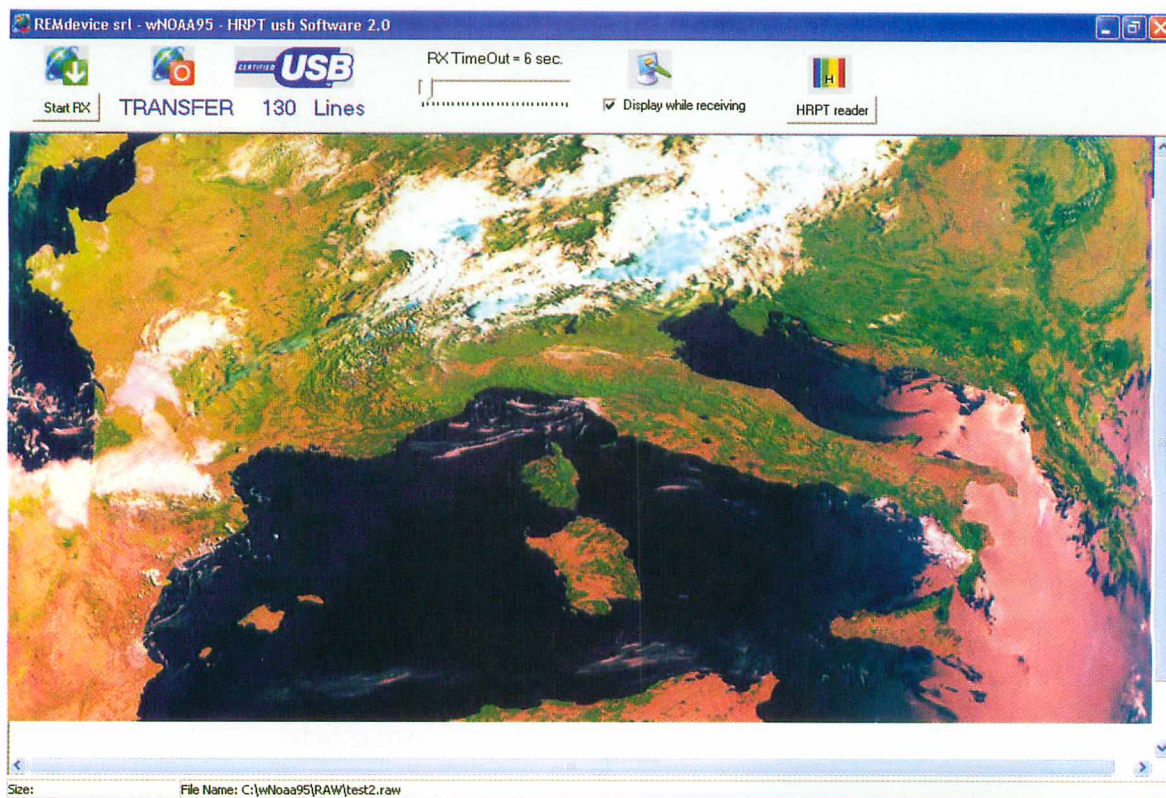 REMdevice srl - wNOAA95 - HRPT usb Software 2.0
Start RX
TRANSFER 130 Lines
CERTIFIED USB
RX TimeOut = 6 sec.
Display while receiving
H
HRPT reader
Size:
File Name: C:\wNoaa95\RAW\test2.raw